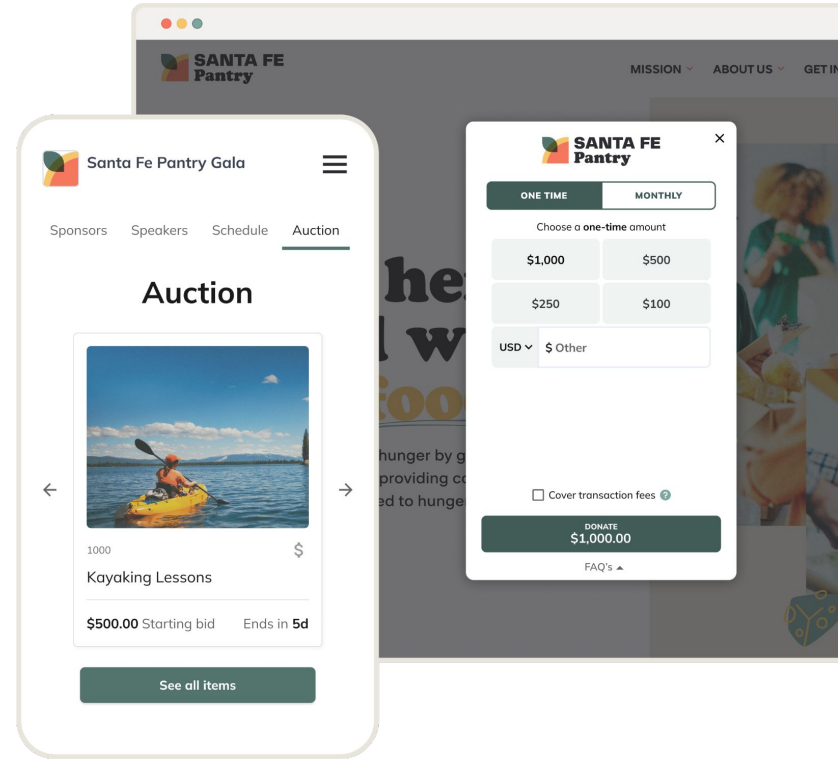 SANTA FE
Pantry
MISSION
ABOUT US
GET IN
Santa Fe Pantry Gala
Sponsors Speakers Schedule Auction
Auction
1000 $
Kayaking Lessons
$500.00 Starting bid Ends in 5d
See all items
hunger by g
providing co
ed to hunge
SANTA FE
Pantry
×
ONE TIME MONTHLY
Choose a one-time amount
$1,000 $500
$250 $100
USD $ Other
Cover transaction fees ?
DONATE
$1,000.00
FAQ's